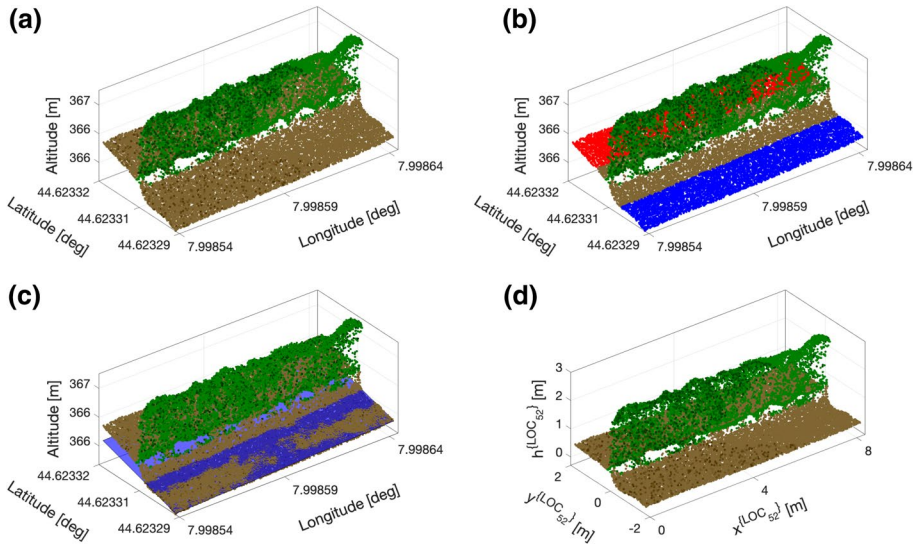 (a)
367
366
366
Altitude [m]
44.62332
44.62331
44.62329
Latitude [deg]
7.99854
7.99859
7.99864
Longitude [deg]
(b)
367
366
366
Altitude [m]
44.62332
44.62331
44.62329
Latitude [deg]
7.99854
7.99859
7.99864
Longitude [deg]
(c)
367
366
366
Altitude [m]
44.62332
44.62331
44.62329
Latitude [deg]
7.99854
7.99859
7.99864
Longitude [deg]
(d)
3
2
1
0
h{LOC52} [m]
2
0
-2
y{LOC52} [m]
0
4
8
x{LOC52} [m]